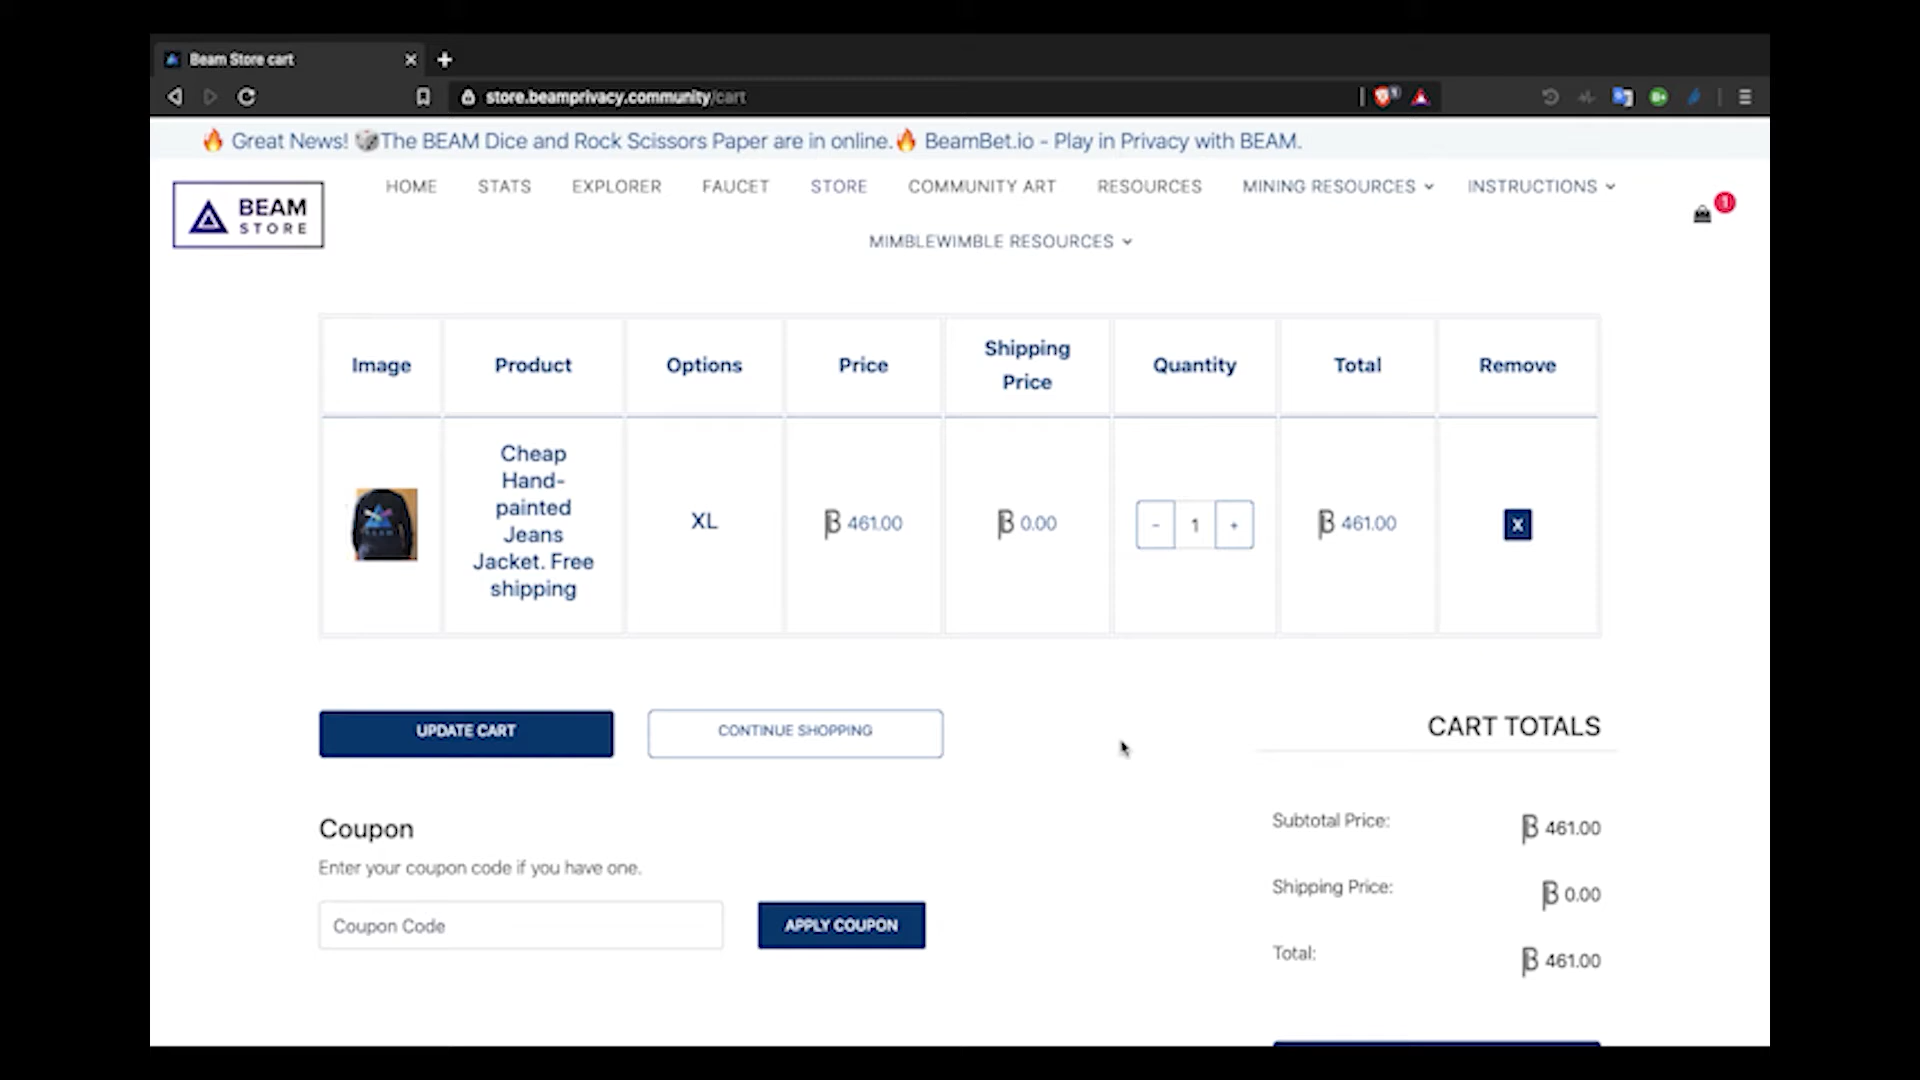 Beam Store cart
store.beamprivacy.community/cart
🔥 Great News! 🎲The BEAM Dice and Rock Scissors Paper are in online.🔥 BeamBet.io - Play in Privacy with BEAM.
BEAM
STORE
HOME STATS EXPLORER FAUCET STORE COMMUNITY ART RESOURCES MINING RESOURCES INSTRUCTIONS
1
MIMBLEWIMBLE RESOURCES
Image Product Options Price Shipping Price Quantity Total Remove
Cheap
Hand-
painted
Jeans
Jacket. Free
shipping
XL
461.00
0.00
- 1 +
461.00
X
UPDATE CART
CONTINUE SHOPPING
CART TOTALS
Coupon
Enter your coupon code if you have one.
Coupon Code
APPLY COUPON
Subtotal Price: 461.00
Shipping Price: 0.00
Total: 461.00